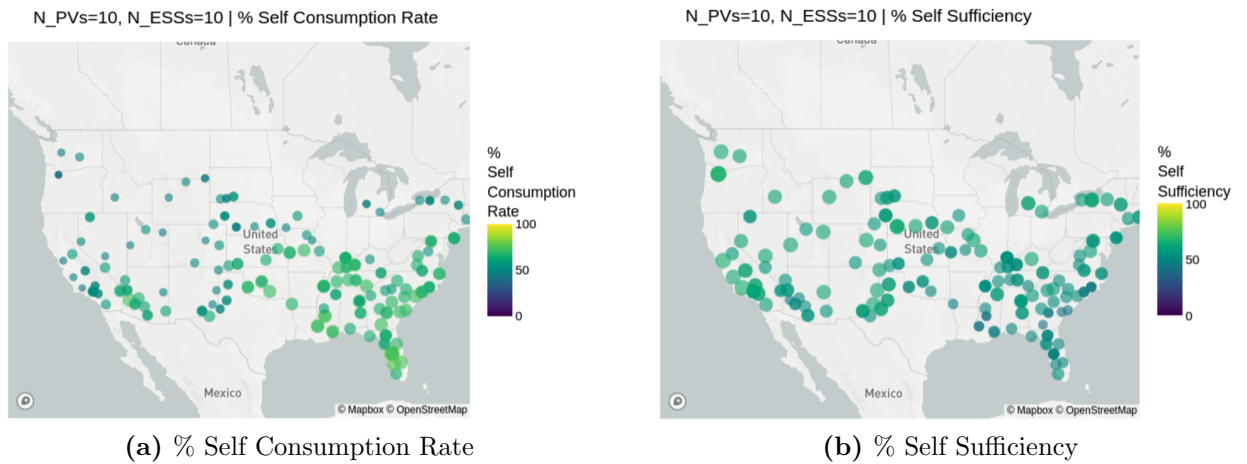 N_PVs=10, N_ESSs=10 | % Self Consumption Rate
Canada
United
States
Mexico
© Mapbox © OpenStreetMap
%
Self
Consumption
Rate
100
50
0
(a) % Self Consumption Rate
N_PVs=10, N_ESSs=10 | % Self Sufficiency
Canada
United
States
Mexico
© Mapbox © OpenStreetMap
%
Self
Sufficiency
100
50
0
(b) % Self Sufficiency